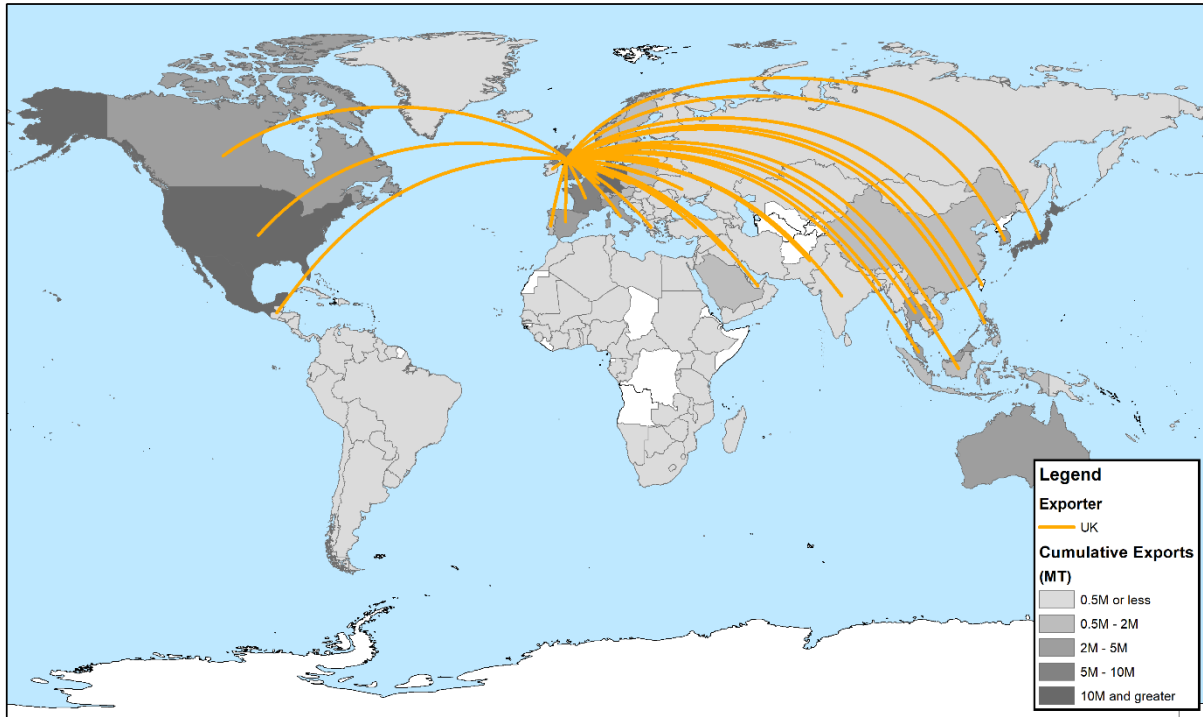 Legend
Exporter
UK
Cumulative Exports
(MT)
0.5M or less
0.5M - 2M
2M - 5M
5M - 10M
10M and greater